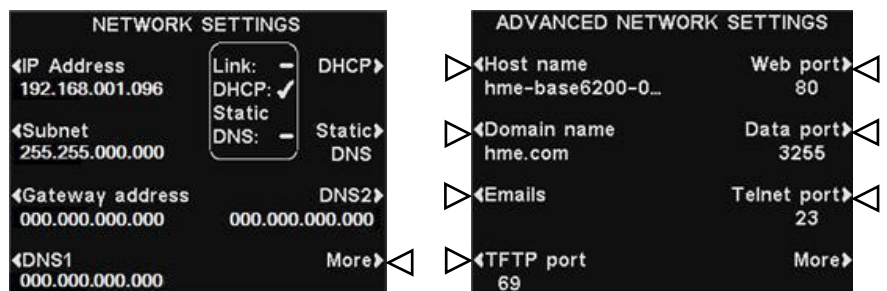 NETWORK SETTINGS
IP Address
192.168.001.096
Link: –
DHCP: ✓
Static
DNS: –
DHCP
Subnet
255.255.000.000
Static
DNS
Gateway address
000.000.000.000
DNS2
000.000.000.000
DNS1
000.000.000.000
More
ADVANCED NETWORK SETTINGS
Host name
hme-base6200-0...
Web port
80
Domain name
hme.com
Data port
3255
Emails
Telnet port
23
TFTP port
69
More